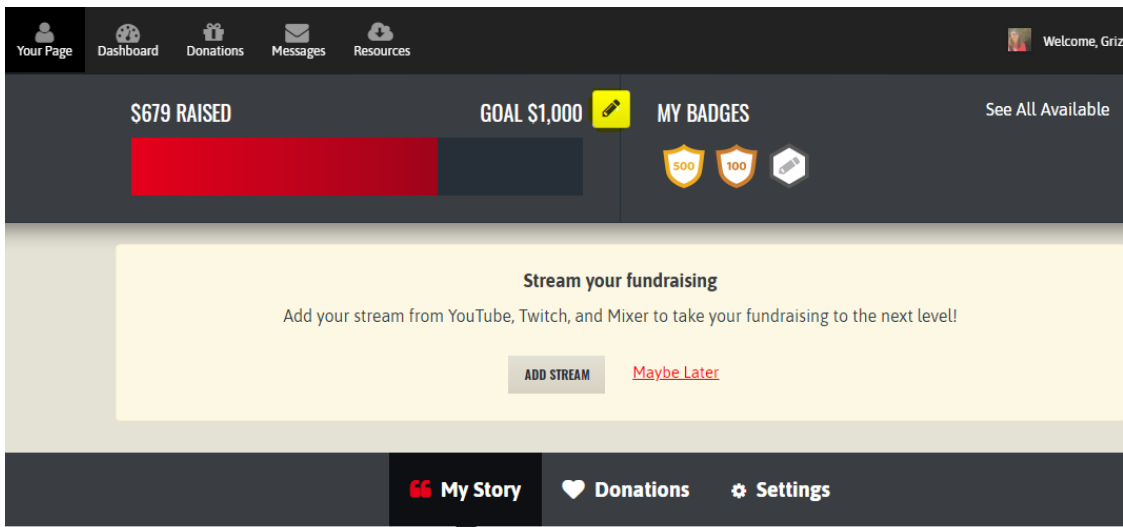 Your Page Dashboard Donations Messages Resources Welcome, Griz
$679 RAISED GOAL $1,000 MY BADGES See All Available
500 100
Stream your fundraising
Add your stream from YouTube, Twitch, and Mixer to take your fundraising to the next level!
ADD STREAM Maybe Later
My Story Donations Settings